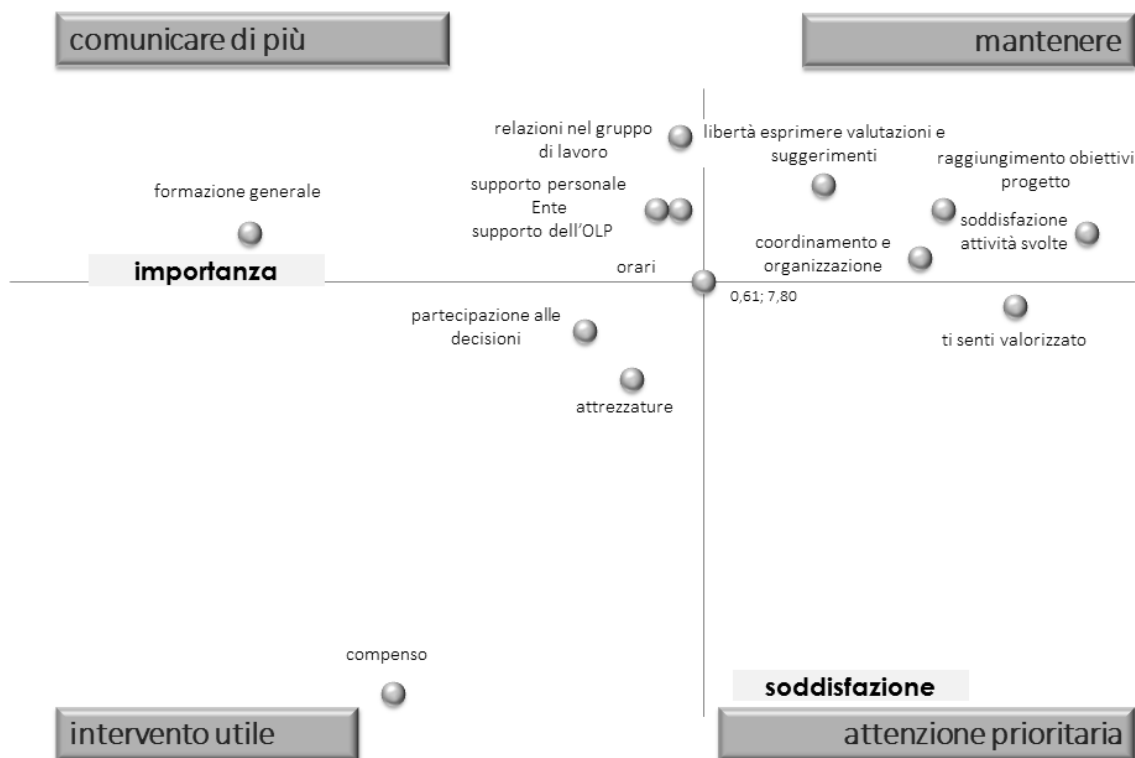 comunicare di più
mantenere
relazioni nel gruppo
di lavoro
libertà esprimere valutazioni e
suggerimenti
raggiungimento obiettivi
progetto
formazione generale
supporto personale
Ente
supporto dell'OLP
soddisfazione
attività svolte
coordinamento e
organizzazione
importanza
orari
0,61; 7,80
partecipazione alle
decisioni
ti senti valorizzato
attrezzature
compenso
soddisfazione
intervento utile
attenzione prioritaria